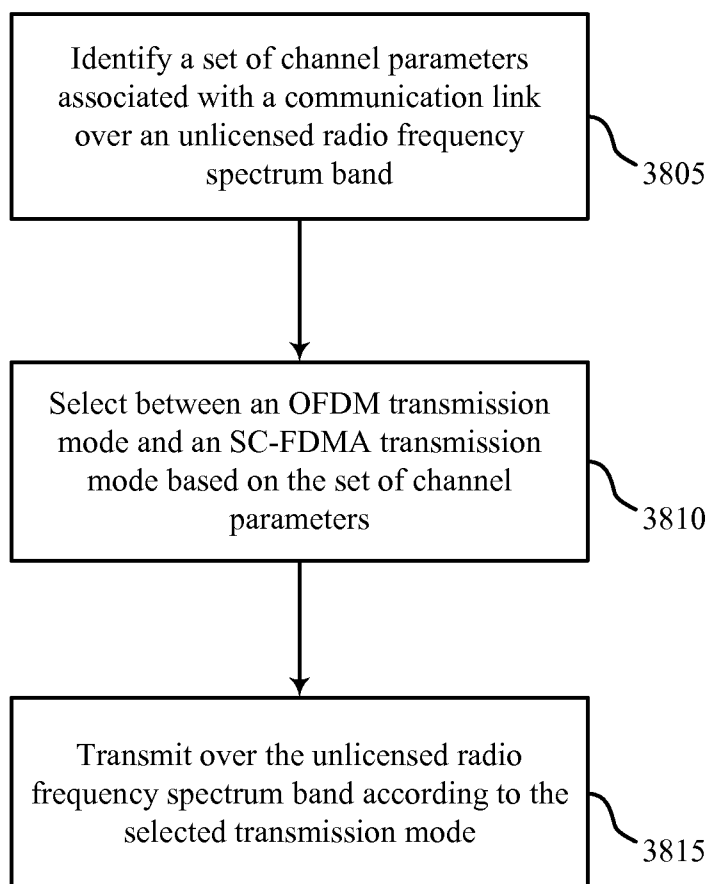 Identify a set of channel parameters
associated with a communication link
over an unlicensed radio frequency
spectrum band
3805
Select between an OFDM transmission
mode and an SC-FDMA transmission
mode based on the set of channel
parameters
3810
Transmit over the unlicensed radio
frequency spectrum band according to the
selected transmission mode
3815